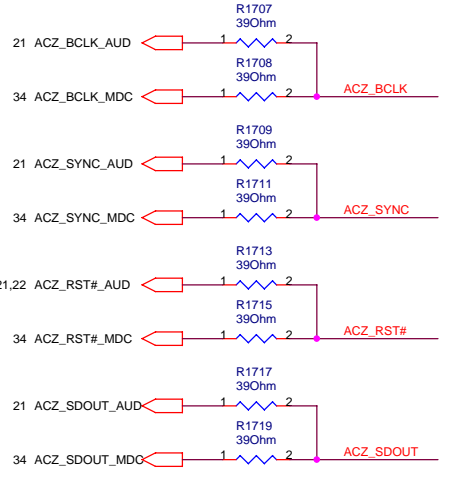 R1707
39Ohm
21 ACZ_BCLK_AUD 1 2
R1708
39Ohm
34 ACZ_BCLK_MDC 1 2 ACZ_BCLK
R1709
39Ohm
21 ACZ_SYNC_AUD 1 2
R1711
39Ohm
34 ACZ_SYNC_MDC 1 2 ACZ_SYNC
R1713
39Ohm
21,22 ACZ_RST#_AUD 1 2
R1715
39Ohm
34 ACZ_RST#_MDC 1 2 ACZ_RST#
R1717
39Ohm
21 ACZ_SDOUT_AUD 1 2
R1719
39Ohm
34 ACZ_SDOUT_MDC 1 2 ACZ_SDOUT